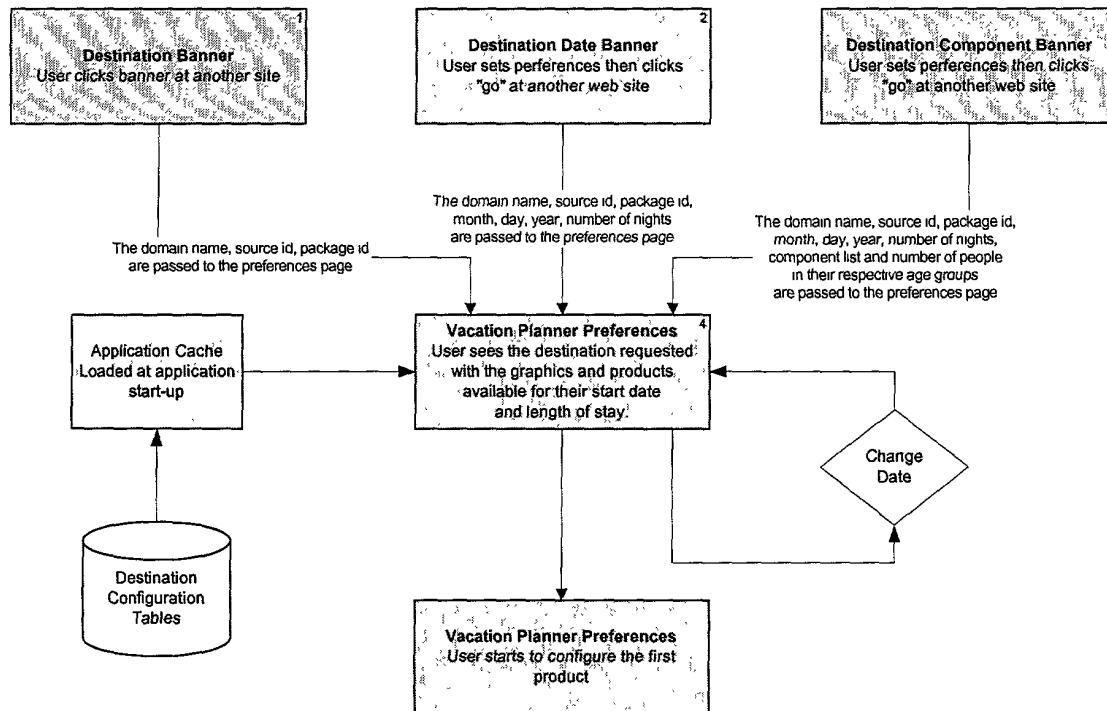 1
Destination Banner
User clicks banner at another site
2
Destination Date Banner
User sets perferences then clicks
"go" at another web site
Destination Component Banner
User sets perferences then clicks
"go" at another web site
The domain name, source id, package id
are passed to the preferences page
The domain name, source id, package id,
month, day, year, number of nights
are passed to the preferences page
The domain name, source id, package id,
month, day, year, number of nights,
component list and number of people
in their respective age groups
are passed to the preferences page
Application Cache
Loaded at application
start-up
4
Vacation Planner Preferences
User sees the destination requested
with the graphics and products
available for their start date
and length of stay.
Change
Date
Destination
Configuration
Tables
Vacation Planner Preferences
User starts to configure the first
product